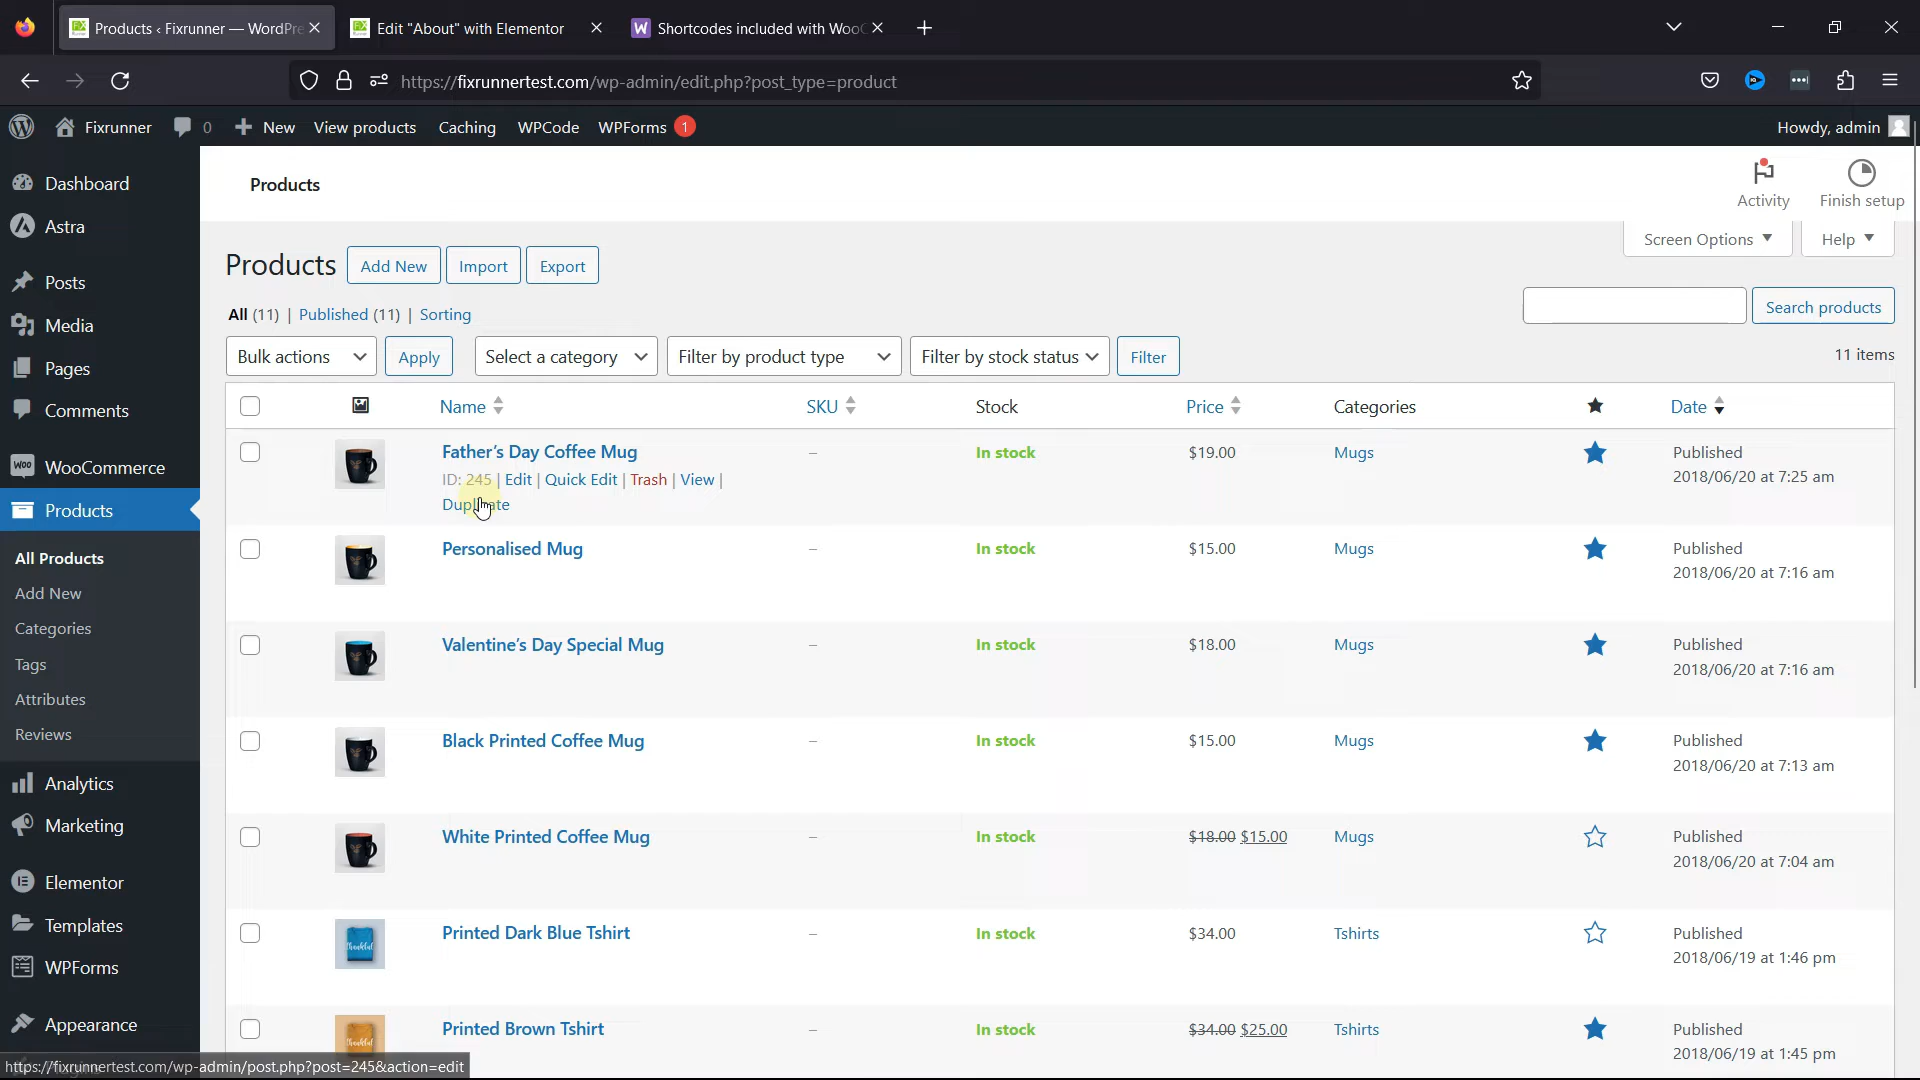 Products ‹ Fixrunner — WordPre
Edit "About" with Elementor
Shortcodes included with WooC
https://fixrunnertest.com/wp-admin/edit.php?post_type=product
Fixrunner
0
New
View products
Caching
WPCode
WPForms 1
Howdy, admin
Dashboard
Astra
Posts
Media
Pages
Comments
WooCommerce
Products
All Products
Add New
Categories
Tags
Attributes
Reviews
Analytics
Marketing
Elementor
Templates
WPForms
Appearance
Products
Activity
Finish setup
Screen Options
Help
Products
Add New
Import
Export
All (11) | Published (11) | Sorting
Search products
Bulk actions
Apply
Select a category
Filter by product type
Filter by stock status
Filter
11 items
Name
SKU
Stock
Price
Categories
Date
Father's Day Coffee Mug
–
In stock
$19.00
Mugs
Published
2018/06/20 at 7:25 am
ID: 245 | Edit | Quick Edit | Trash | View |
Duplicate
Personalised Mug
–
In stock
$15.00
Mugs
Published
2018/06/20 at 7:16 am
Valentine's Day Special Mug
–
In stock
$18.00
Mugs
Published
2018/06/20 at 7:16 am
Black Printed Coffee Mug
–
In stock
$15.00
Mugs
Published
2018/06/20 at 7:13 am
White Printed Coffee Mug
–
In stock
$18.00 $15.00
Mugs
Published
2018/06/20 at 7:04 am
Printed Dark Blue Tshirt
–
In stock
$34.00
Tshirts
Published
2018/06/19 at 1:46 pm
Printed Brown Tshirt
–
In stock
$34.00 $25.00
Tshirts
Published
2018/06/19 at 1:45 pm
https://fixrunnertest.com/wp-admin/post.php?post=245&action=edit